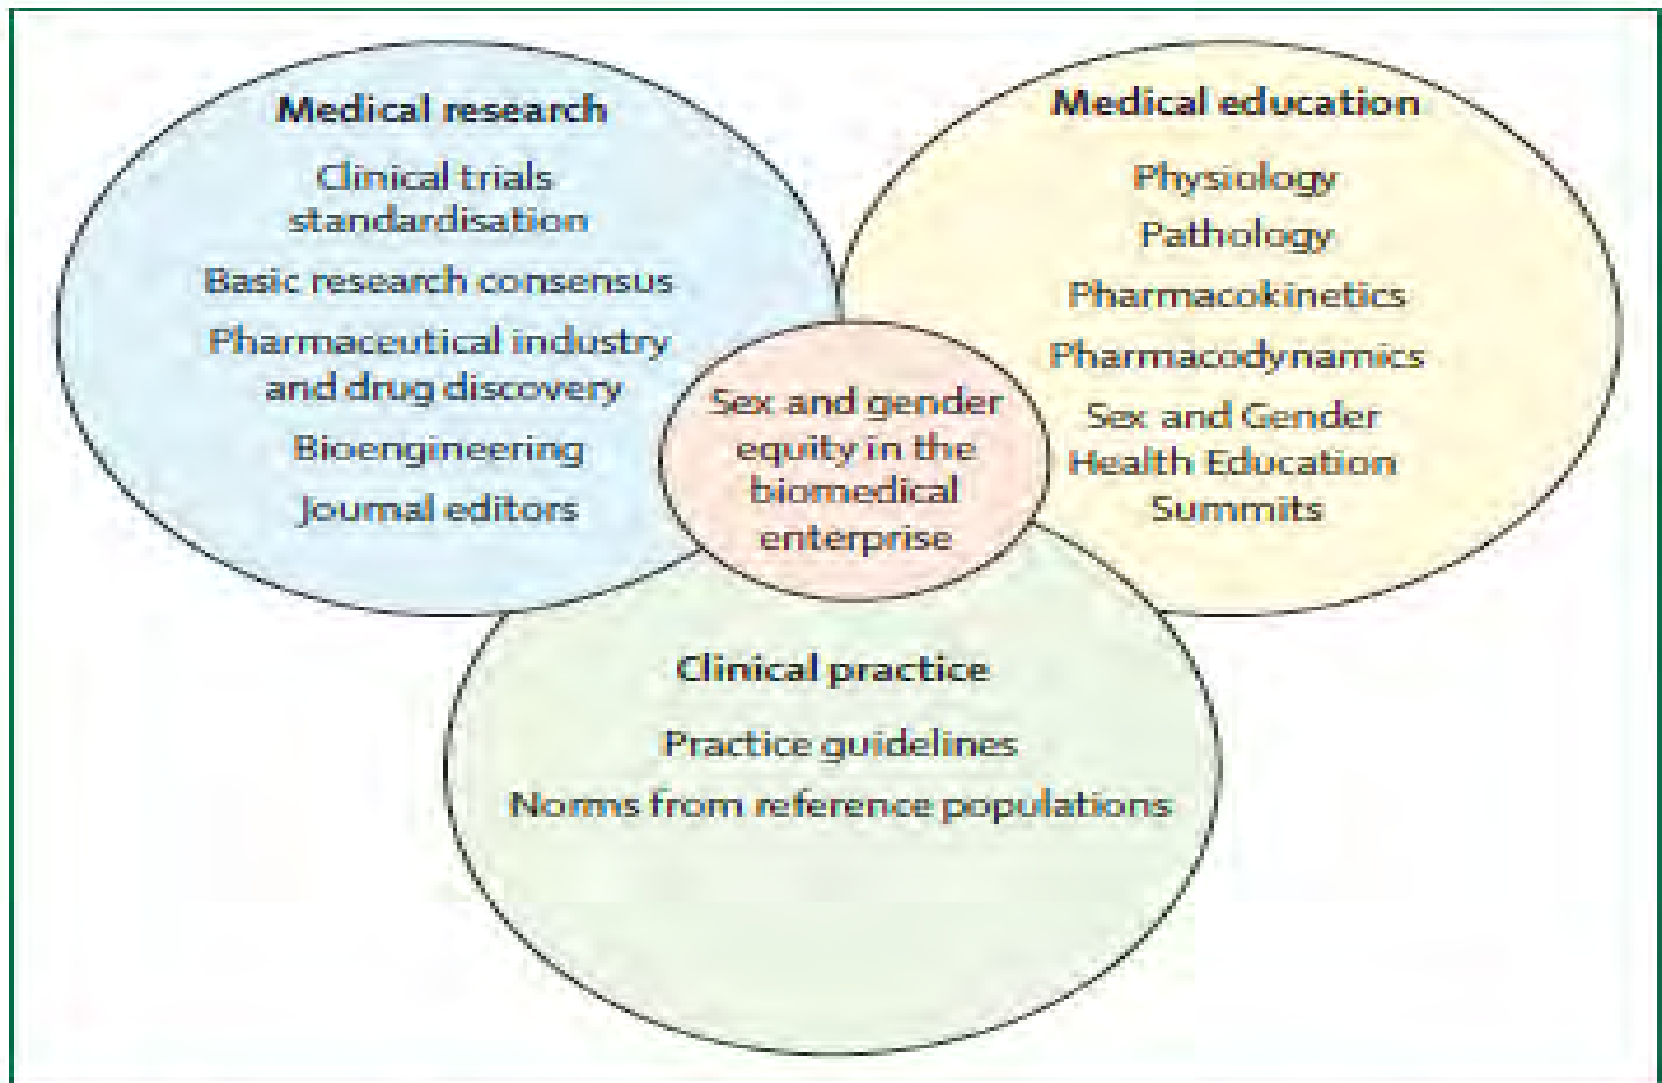 Medical research
Clinical trials
standardisation
Basic research consensus
Pharmaceutical industry
and drug discovery
Bioengineering
Journal editors
Medical education
Physiology
Pathology
Pharmacokinetics
Pharmacodynamics
Sex and Gender
Health Education
Summits
Sex and gender
equity in the
biomedical
enterprise
Clinical practice
Practice guidelines
Norms from reference populations